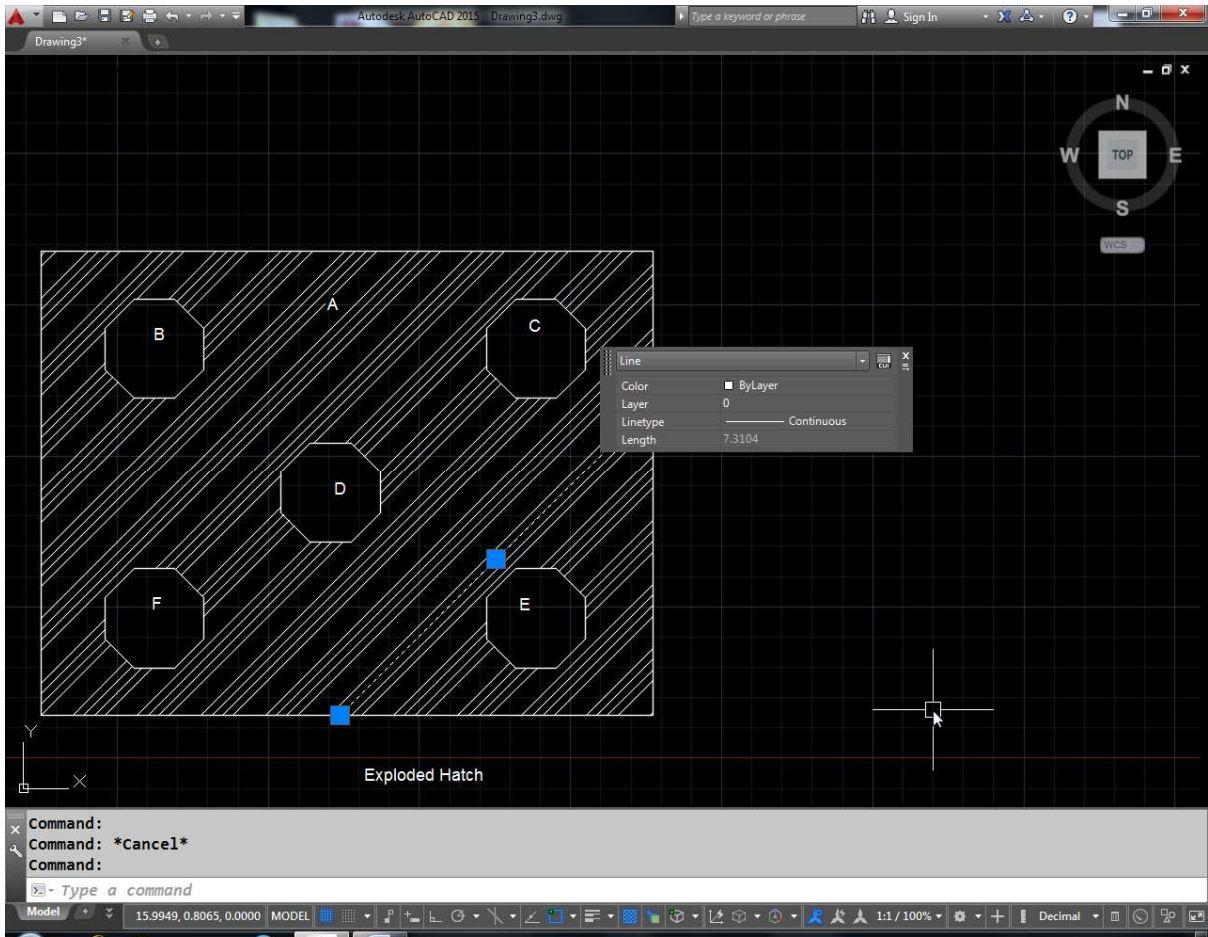 Autodesk AutoCAD 2015 Drawing3.dwg
Type a keyword or phrase
Sign In
Drawing3*
N
W TOP E
S
WCS
A
B
C
Line
Color ByLayer
Layer 0
Linetype Continuous
Length 7.3104
D
F
E
Y
X
Exploded Hatch
Command:
Command: *Cancel*
Command:
Type a command
Model 15.9949, 0.8065, 0.0000 MODEL 1:1 / 100% Decimal